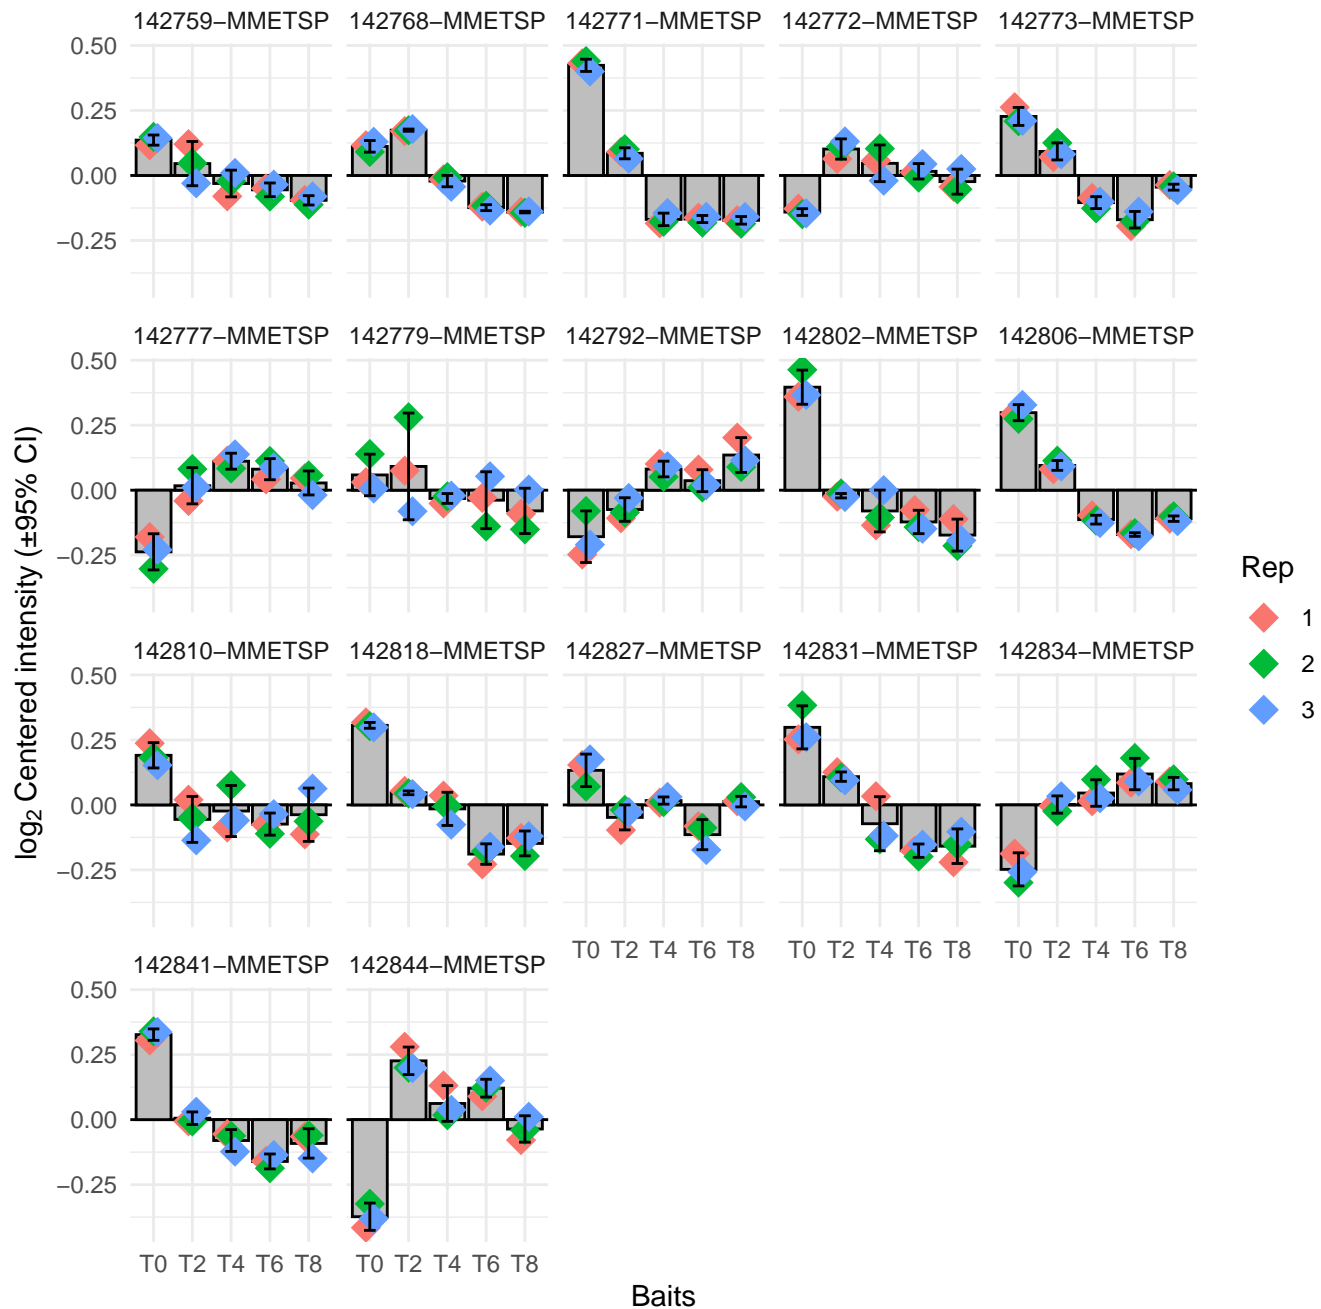 142759−MMETSP 142768−MMETSP 142771−MMETSP 142772−MMETSP 142773−MMETSP
0.50
0.25
0.00
−0.25
142777−MMETSP 142779−MMETSP 142792−MMETSP 142802−MMETSP 142806−MMETSP
0.50
0.25
0.00
−0.25
142810−MMETSP 142818−MMETSP 142827−MMETSP 142831−MMETSP 142834−MMETSP
0.50
0.25
0.00
−0.25
T0 T2 T4 T6 T8 T0 T2 T4 T6 T8 T0 T2 T4 T6 T8
142841−MMETSP 142844−MMETSP
0.50
0.25
0.00
−0.25
T0 T2 T4 T6 T8 T0 T2 T4 T6 T8
Baits
log2 Centered intensity (±95% CI)
Rep
1
2
3